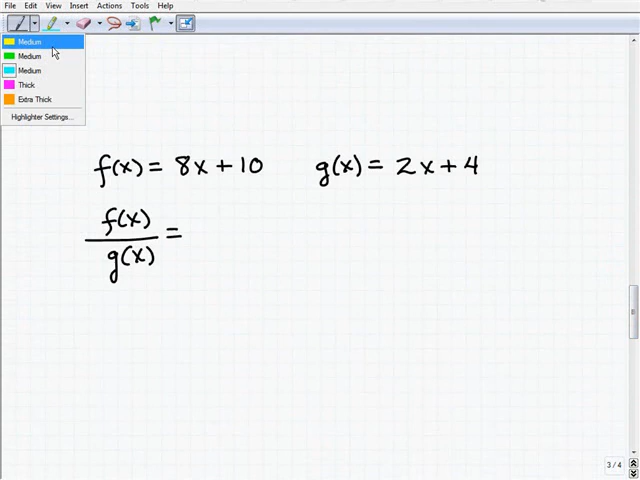 File Edit View Insert Actions Tools Help
Medium
Medium
Medium
Thick
Extra Thick
Highlighter Settings...
f(x) = 8x + 10 g(x) = 2x + 4
f(x)
=
g(x)
3 / 4